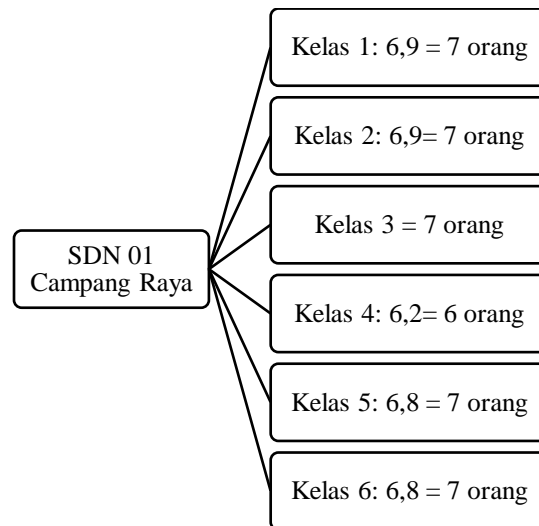 SDN 01
Campang Raya
Kelas 1: 6,9 = 7 orang
Kelas 2: 6,9= 7 orang
Kelas 3 = 7 orang
Kelas 4: 6,2= 6 orang
Kelas 5: 6,8 = 7 orang
Kelas 6: 6,8 = 7 orang